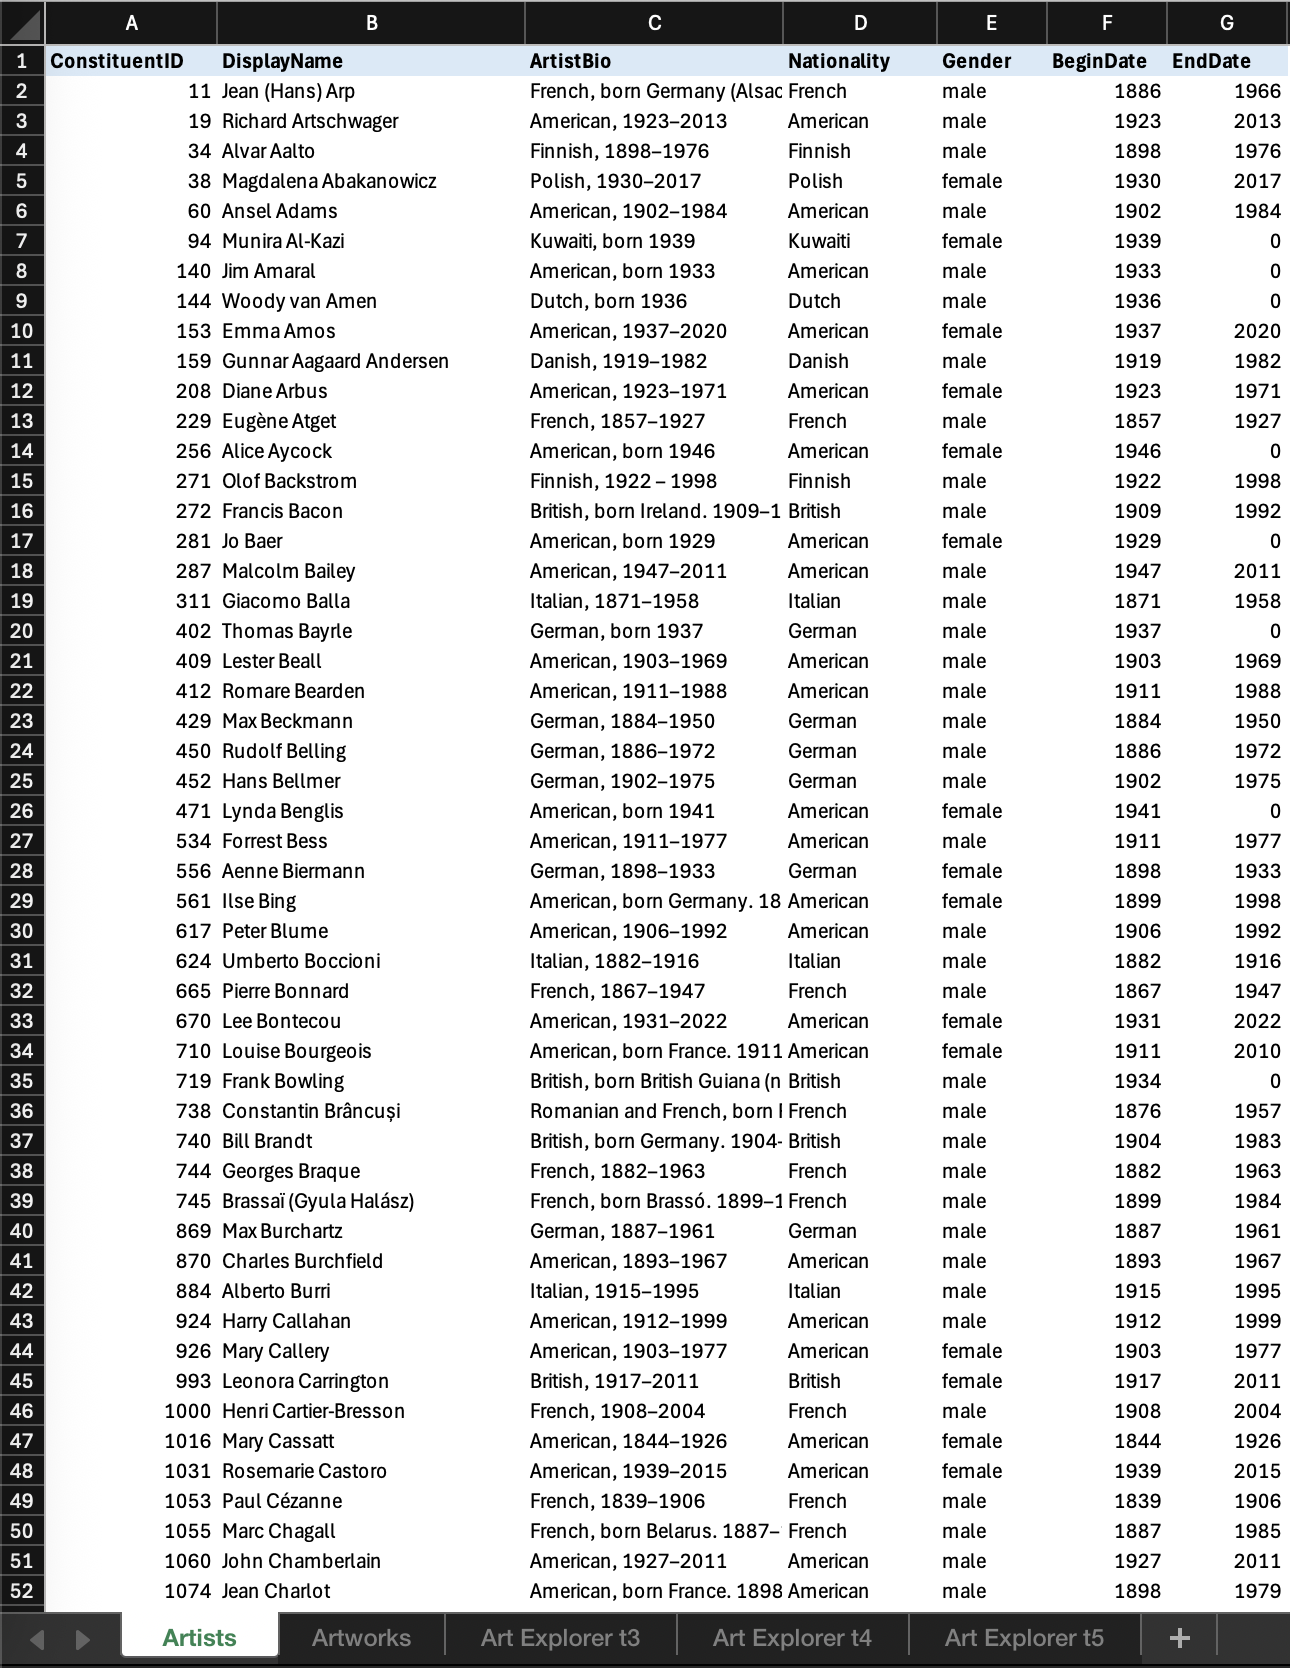 A B C D E F G
1 ConstituentID DisplayName ArtistBio Nationality Gender BeginDate EndDate
2 11 Jean (Hans) Arp French, born Germany (Alsac French male 1886 1966
3 19 Richard Artschwager American, 1923–2013 American male 1923 2013
4 34 Alvar Aalto Finnish, 1898–1976 Finnish male 1898 1976
5 38 Magdalena Abakanowicz Polish, 1930–2017 Polish female 1930 2017
6 60 Ansel Adams American, 1902–1984 American male 1902 1984
7 94 Munira Al-Kazi Kuwaiti, born 1939 Kuwaiti female 1939 0
8 140 Jim Amaral American, born 1933 American male 1933 0
9 144 Woody van Amen Dutch, born 1936 Dutch male 1936 0
10 153 Emma Amos American, 1937–2020 American female 1937 2020
11 159 Gunnar Aagaard Andersen Danish, 1919–1982 Danish male 1919 1982
12 208 Diane Arbus American, 1923–1971 American female 1923 1971
13 229 Eugène Atget French, 1857–1927 French male 1857 1927
14 256 Alice Aycock American, born 1946 American female 1946 0
15 271 Olof Backstrom Finnish, 1922 – 1998 Finnish male 1922 1998
16 272 Francis Bacon British, born Ireland. 1909–1 British male 1909 1992
17 281 Jo Baer American, born 1929 American female 1929 0
18 287 Malcolm Bailey American, 1947–2011 American male 1947 2011
19 311 Giacomo Balla Italian, 1871–1958 Italian male 1871 1958
20 402 Thomas Bayrle German, born 1937 German male 1937 0
21 409 Lester Beall American, 1903–1969 American male 1903 1969
22 412 Romare Bearden American, 1911–1988 American male 1911 1988
23 429 Max Beckmann German, 1884–1950 German male 1884 1950
24 450 Rudolf Belling German, 1886–1972 German male 1886 1972
25 452 Hans Bellmer German, 1902–1975 German male 1902 1975
26 471 Lynda Benglis American, born 1941 American female 1941 0
27 534 Forrest Bess American, 1911–1977 American male 1911 1977
28 556 Aenne Biermann German, 1898–1933 German female 1898 1933
29 561 Ilse Bing American, born Germany. 18 American female 1899 1998
30 617 Peter Blume American, 1906–1992 American male 1906 1992
31 624 Umberto Boccioni Italian, 1882–1916 Italian male 1882 1916
32 665 Pierre Bonnard French, 1867–1947 French male 1867 1947
33 670 Lee Bontecou American, 1931–2022 American female 1931 2022
34 710 Louise Bourgeois American, born France. 1911 American female 1911 2010
35 719 Frank Bowling British, born British Guiana (n British male 1934 0
36 738 Constantin Brâncuși Romanian and French, born French male 1876 1957
37 740 Bill Brandt British, born Germany. 1904- British male 1904 1983
38 744 Georges Braque French, 1882–1963 French male 1882 1963
39 745 Brassaï (Gyula Halász) French, born Brassó. 1899–1 French male 1899 1984
40 869 Max Burchartz German, 1887–1961 German male 1887 1961
41 870 Charles Burchfield American, 1893–1967 American male 1893 1967
42 884 Alberto Burri Italian, 1915–1995 Italian male 1915 1995
43 924 Harry Callahan American, 1912–1999 American male 1912 1999
44 926 Mary Callery American, 1903–1977 American female 1903 1977
45 993 Leonora Carrington British, 1917–2011 British female 1917 2011
46 1000 Henri Cartier-Bresson French, 1908–2004 French male 1908 2004
47 1016 Mary Cassatt American, 1844–1926 American female 1844 1926
48 1031 Rosemarie Castoro American, 1939–2015 American female 1939 2015
49 1053 Paul Cézanne French, 1839–1906 French male 1839 1906
50 1055 Marc Chagall French, born Belarus. 1887– French male 1887 1985
51 1060 John Chamberlain American, 1927–2011 American male 1927 2011
52 1074 Jean Charlot American, born France. 1898 American male 1898 1979
Artists Artworks Art Explorer t3 Art Explorer t4 Art Explorer t5 +